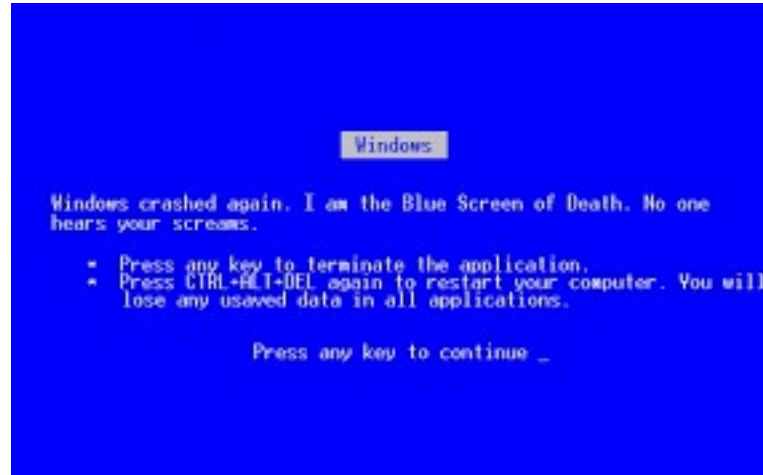 Windows
Windows crashed again. I am the Blue Screen of Death. No one
hears your screams.
* Press any key to terminate the application.
* Press CTRL+ALT+DEL again to restart your computer. You will
lose any usaved data in all applications.
Press any key to continue _